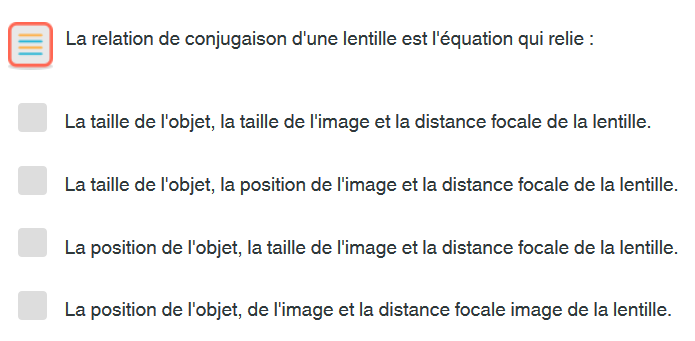 La relation de conjugaison d'une lentille est l'équation qui relie :
La taille de l'objet, la taille de l'image et la distance focale de la lentille.
La taille de l'objet, la position de l'image et la distance focale de la lentille.
La position de l'objet, la taille de l'image et la distance focale de la lentille.
La position de l'objet, de l'image et la distance focale image de la lentille.